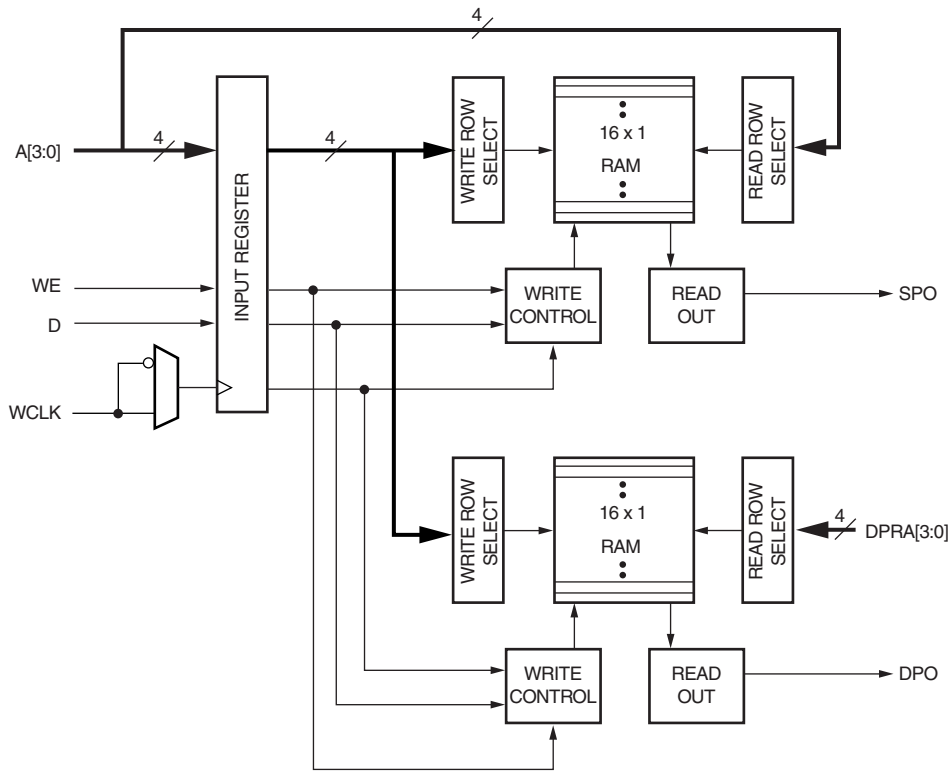 4
A[3:0]
4
INPUT REGISTER
4
WRITE ROW
SELECT
16 x 1
RAM
READ ROW
SELECT
WE
D
WRITE
CONTROL
READ
OUT
SPO
WCLK
WRITE ROW
SELECT
16 x 1
RAM
READ ROW
SELECT
4
DPRA[3:0]
WRITE
CONTROL
READ
OUT
DPO